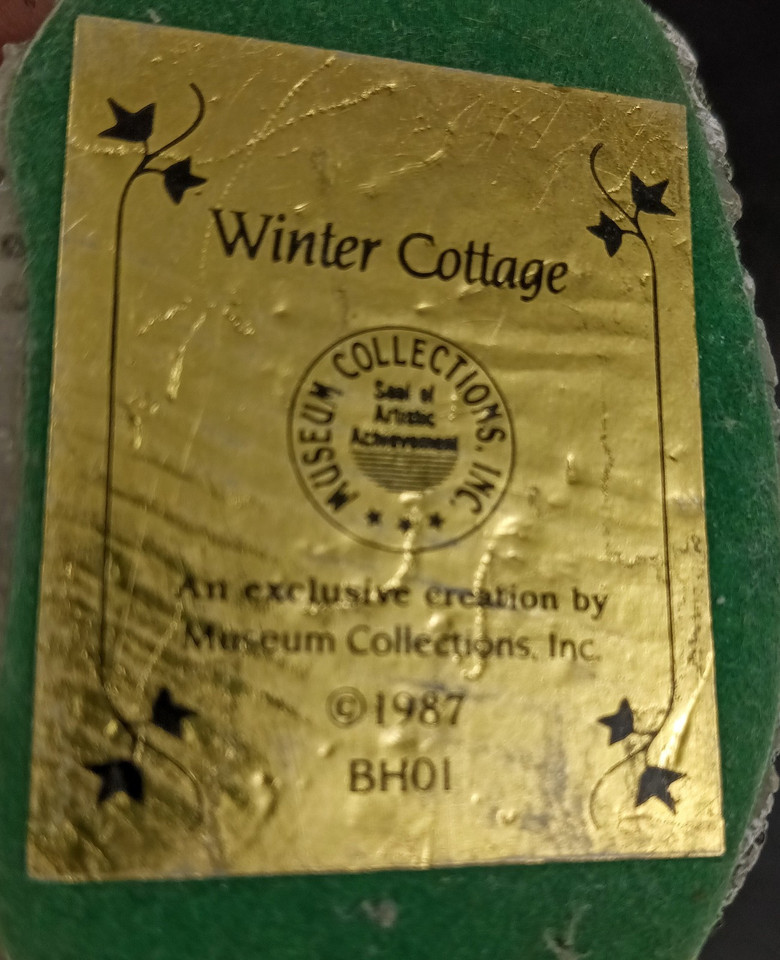 Winter Cottage
MUSEUM COLLECTIONS, INC.
Seal of
Artistic
Achievement
An exclusive creation by
Museum Collections, Inc.
©1987
BH01